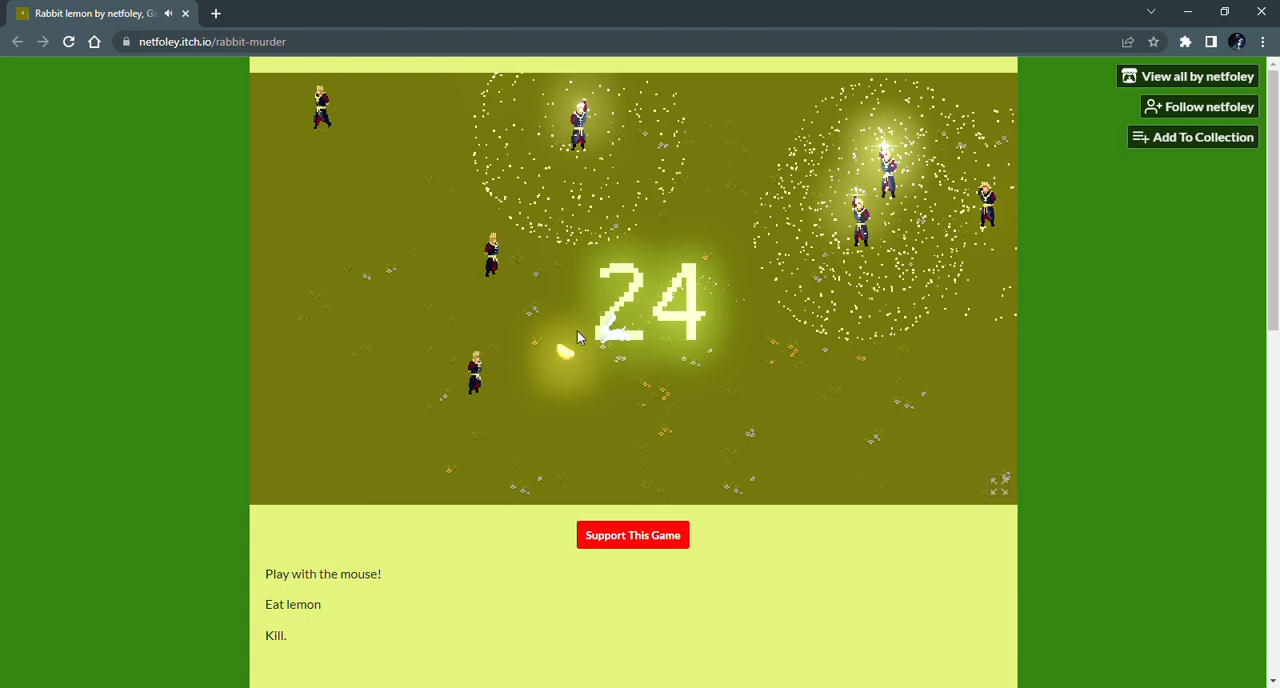 Rabbit lemon by netfoley, Ga
netfoley.itch.io/rabbit-murder
View all by netfoley
Follow netfoley
Add To Collection
24
Support This Game
Play with the mouse!
Eat lemon
Kill.